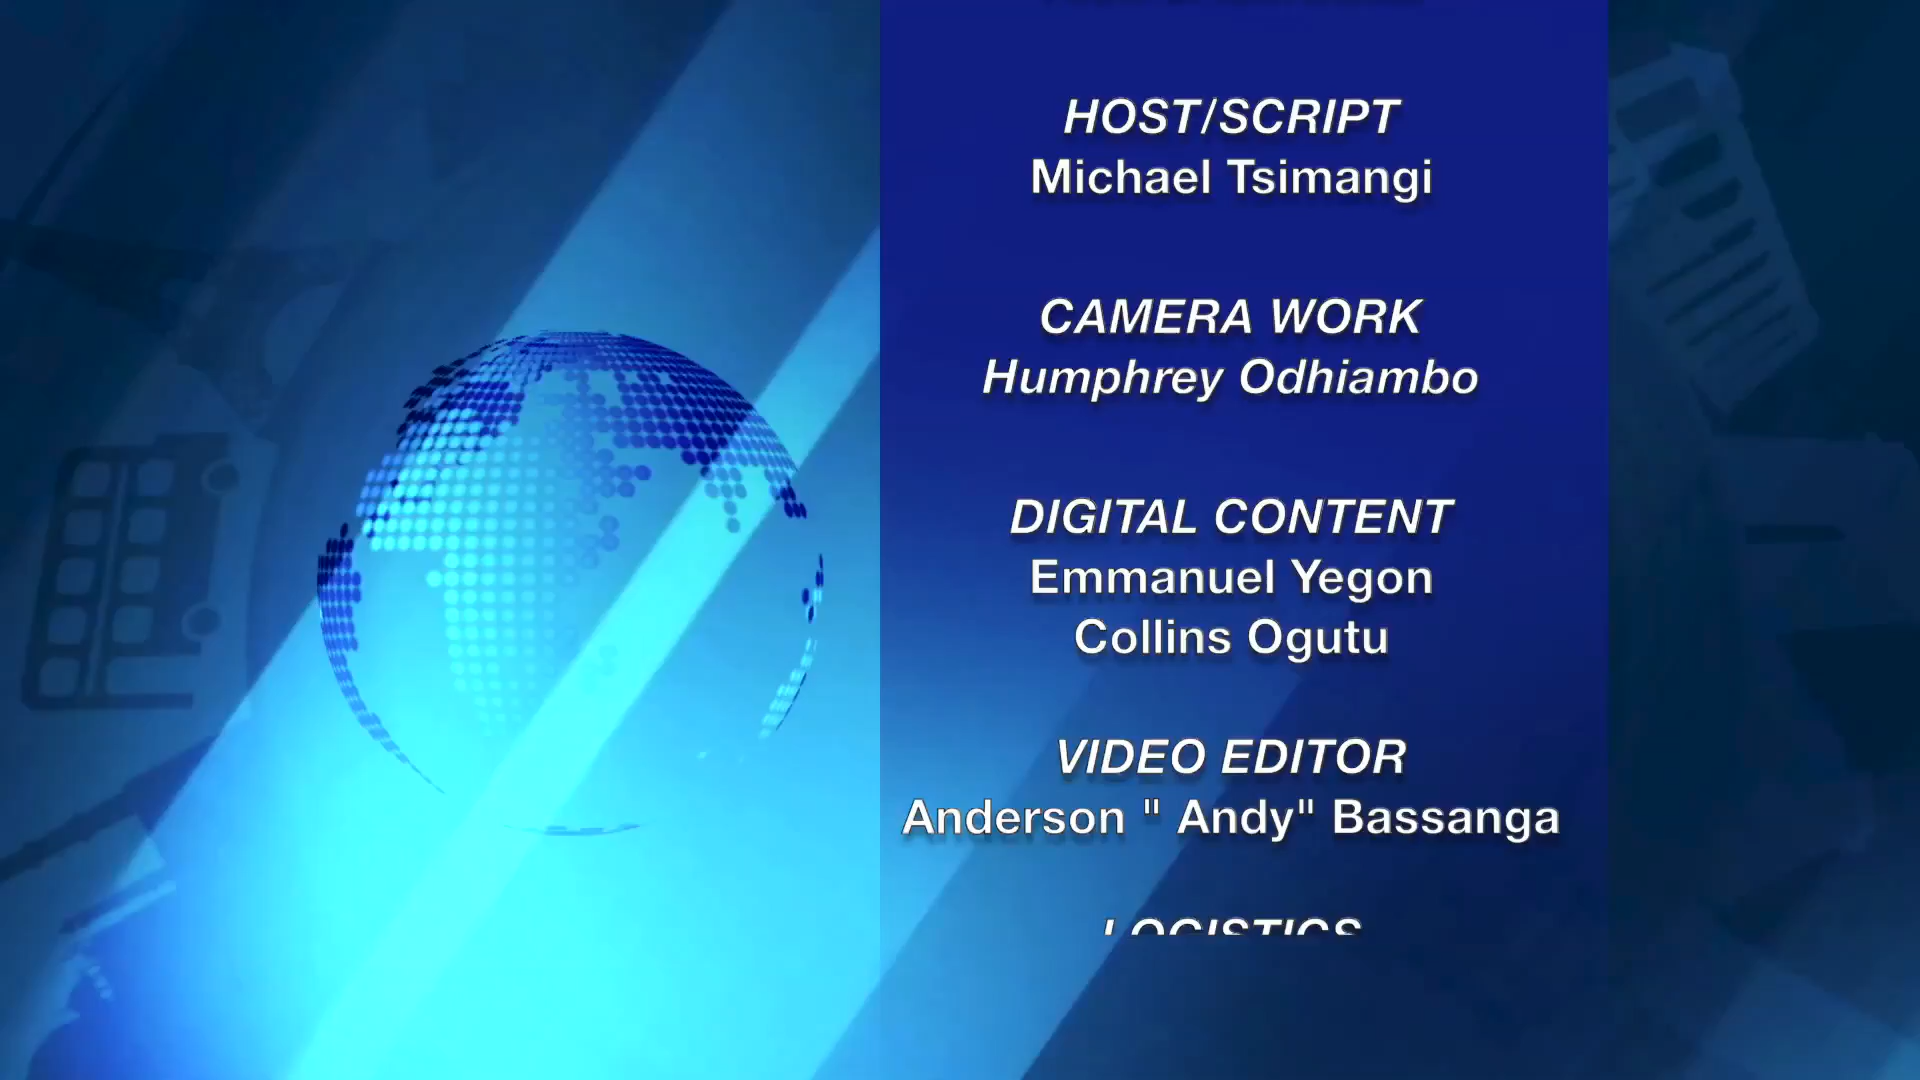 HOST/SCRIPT
Michael Tsimangi
CAMERA WORK
Humphrey Odhiambo
DIGITAL CONTENT
Emmanuel Yegon
Collins Ogutu
VIDEO EDITOR
Anderson " Andy" Bassanga
LOGISTICS